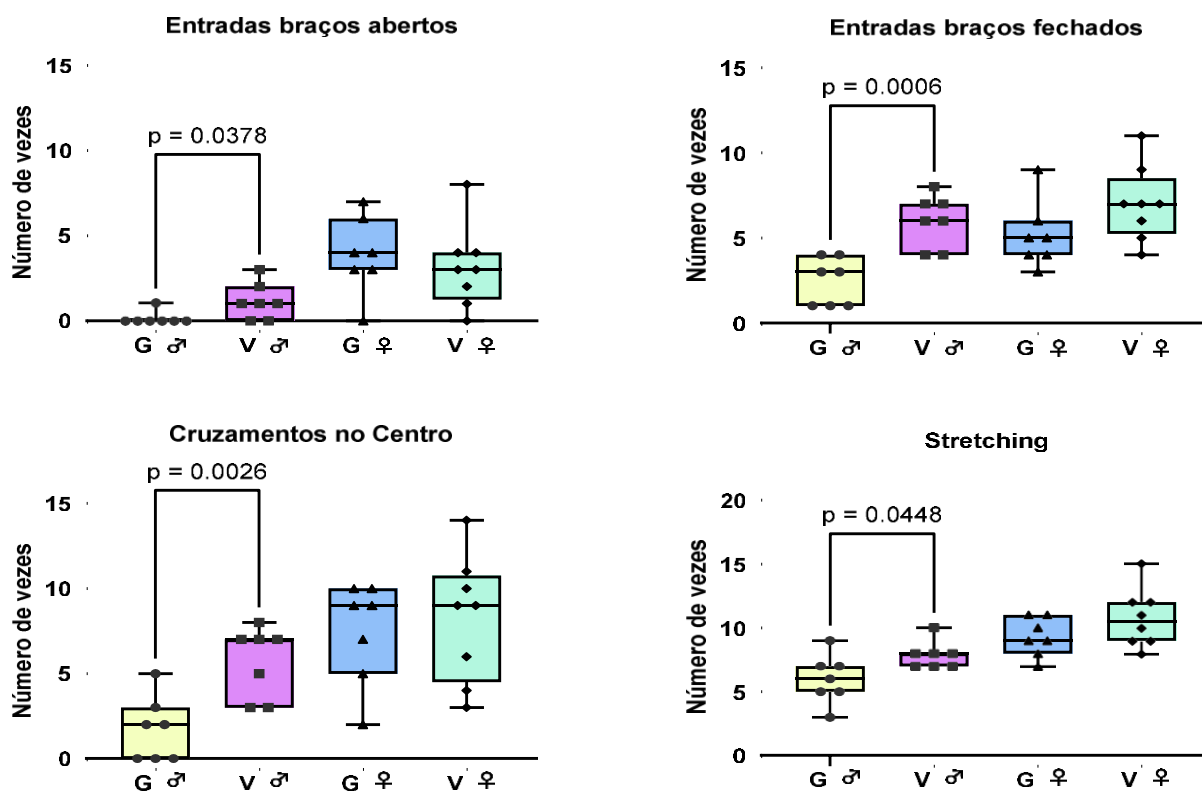 Entradas braços abertos
Número de vezes
15
10
5
0
p = 0.0378
G ♂ V ♂ G ♀ V ♀
Entradas braços fechados
Número de vezes
15
10
5
0
p = 0.0006
G ♂ V ♂ G ♀ V ♀
Cruzamentos no Centro
Número de vezes
15
10
5
0
p = 0.0026
G ♂ V ♂ G ♀ V ♀
Stretching
Número de vezes
20
15
10
5
0
p = 0.0448
G ♂ V ♂ G ♀ V ♀